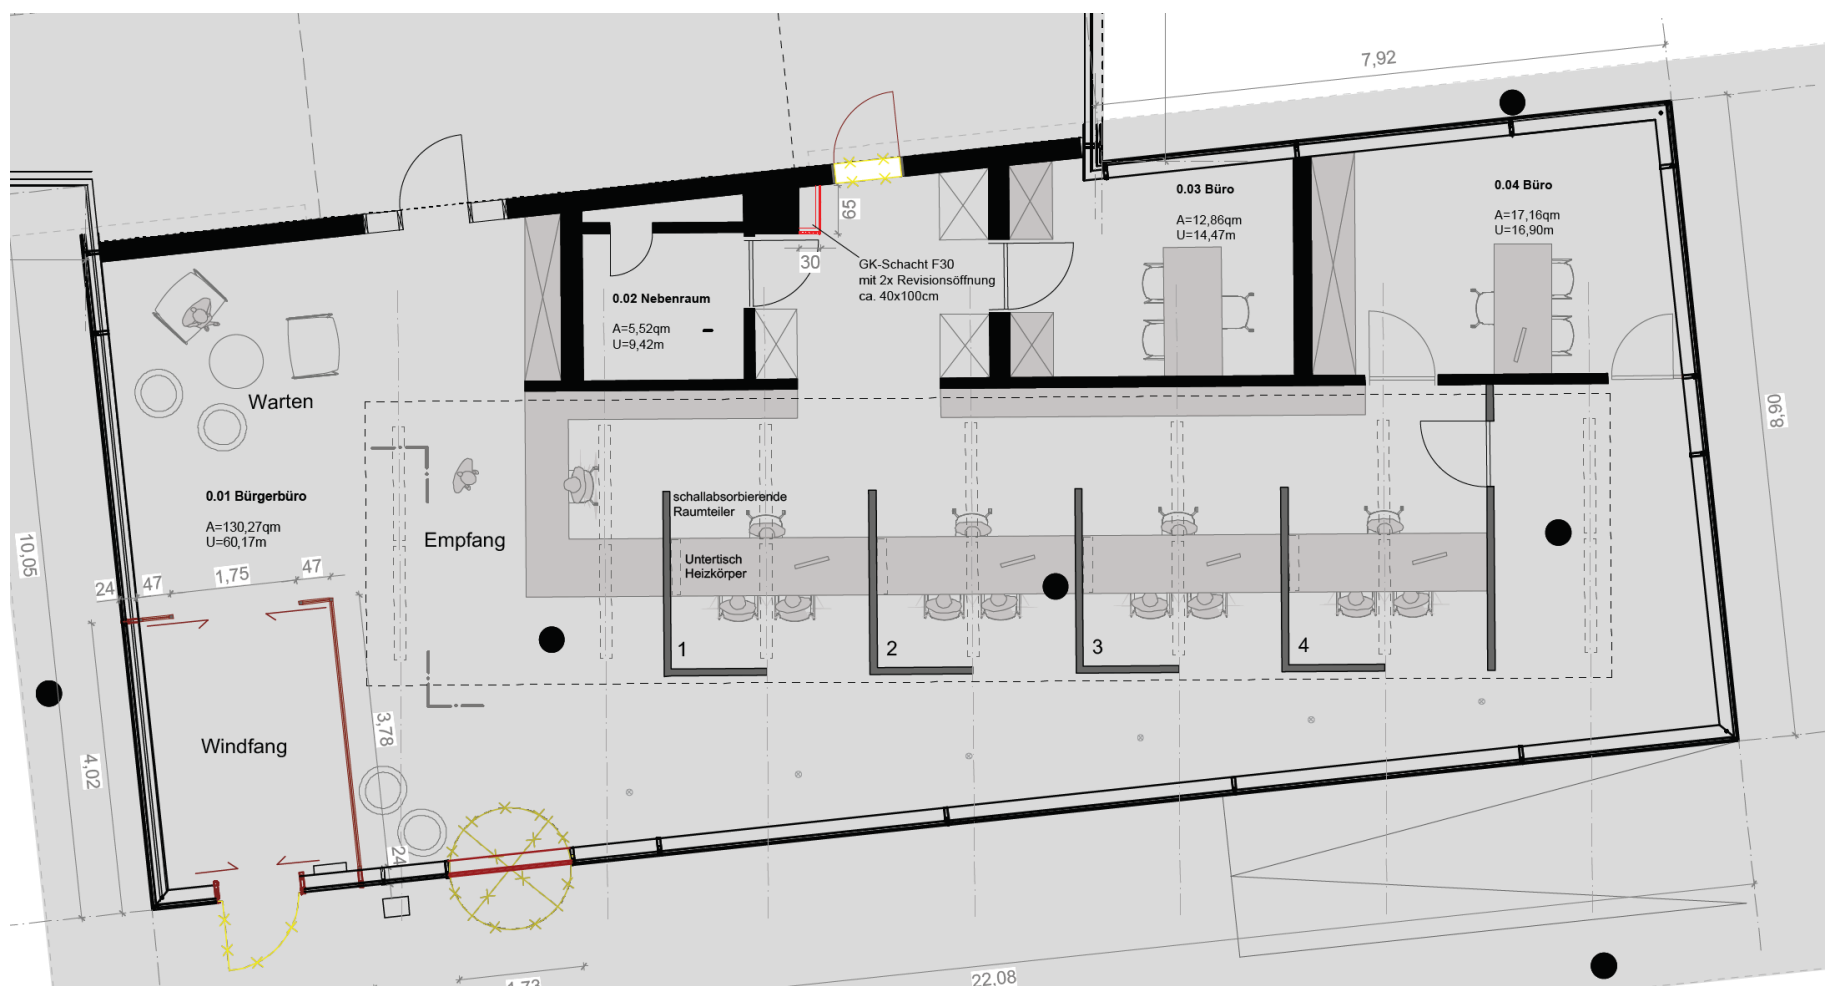 7,92
0.03 Büro
A=12,86qm
U=14,47m
0.04 Büro
A=17,16qm
U=16,90m
65
30
GK-Schacht F30
mit 2x Revisionsöffnung
ca. 40x100cm
0.02 Nebenraum
A=5,52qm
U=9,42m
Warten
8,90
0.01 Bürgerbüro
A=130,27qm
U=60,17m
Empfang
schallabsorbierende
Raumteiler
Untertisch
Heizkörper
10,05
24
47
1,75
47
1
2
3
4
3,78
4,02
Windfang
24
1,73
22,08